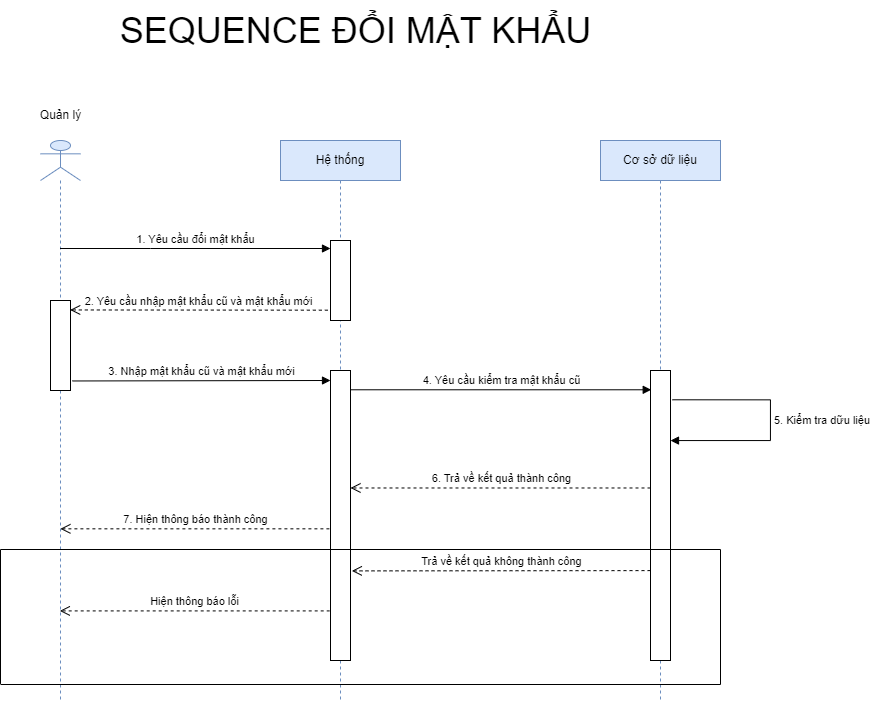 SEQUENCE ĐỔI MẬT KHẨU
Quản lý
Hệ thống
Cơ sở dữ liệu
1. Yêu cầu đổi mật khẩu
2. Yêu cầu nhập mật khẩu cũ và mật khẩu mới
3. Nhập mật khẩu cũ và mật khẩu mới
4. Yêu cầu kiểm tra mật khẩu cũ
5. Kiểm tra dữu liệu
6. Trả về kết quả thành công
7. Hiện thông báo thành công
Trả về kết quả không thành công
Hiện thông báo lỗi